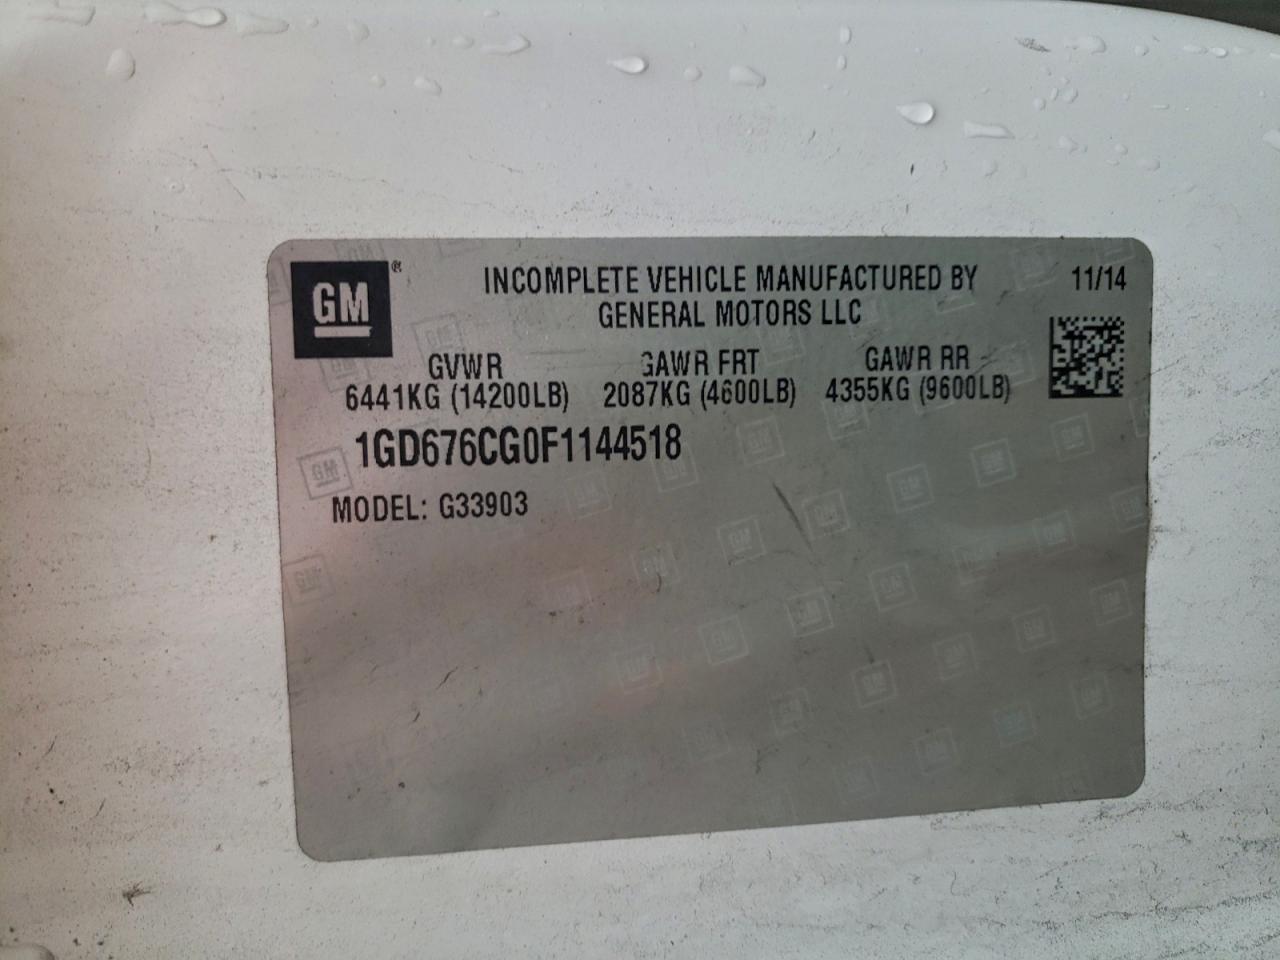 GM®
INCOMPLETE VEHICLE MANUFACTURED BY
GENERAL MOTORS LLC
11/14
GVWR GAWR FRT GAWR RR
6441KG (14200LB) 2087KG (4600LB) 4355KG (9600LB)
1GD676CG0F1144518
MODEL: G33903